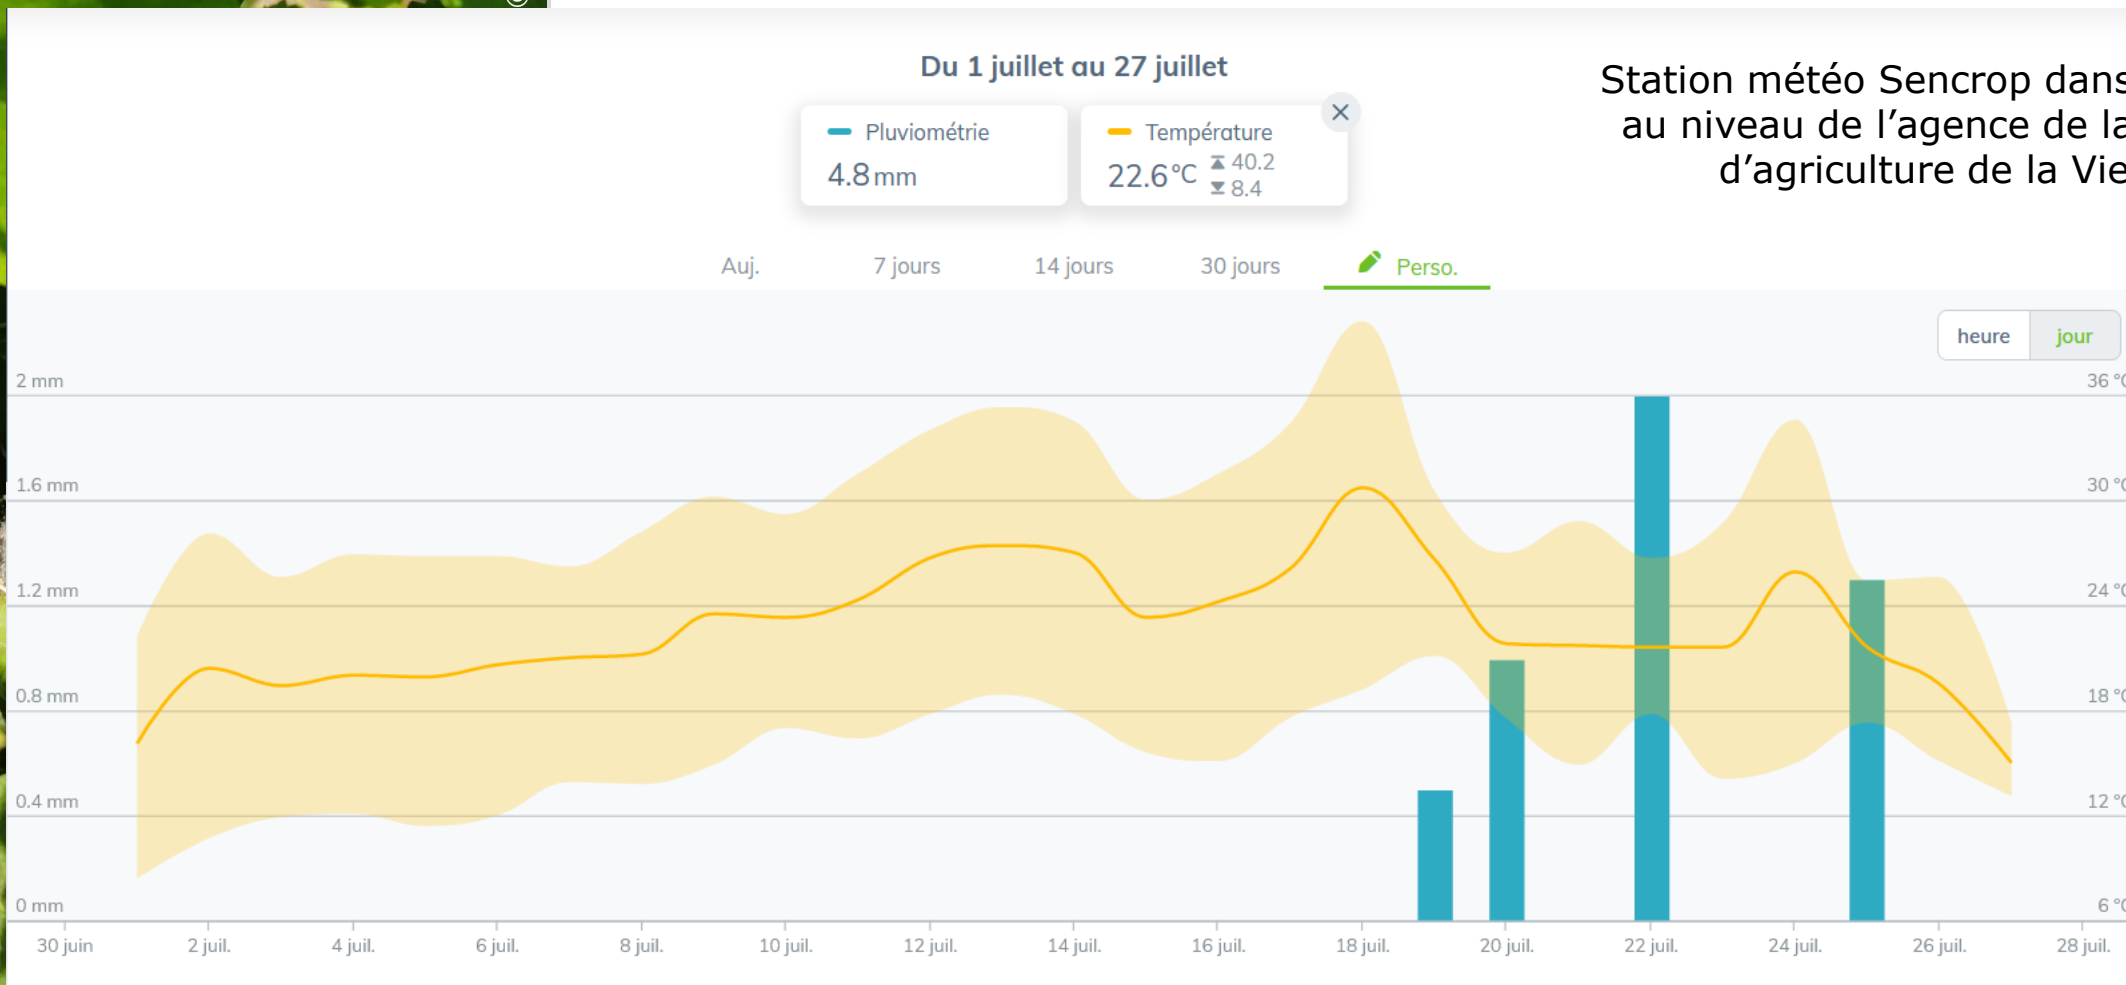 Du 1 juillet au 27 juillet
Station météo Sencrop dans
au niveau de l'agence de la
d'agriculture de la Vie
Pluviométrie
4.8 mm
Température
22.6 °C
40.2
8.4
Auj.
7 jours
14 jours
30 jours
Perso.
heure
jour
2 mm
36 °C
1.6 mm
30 °C
1.2 mm
24 °C
0.8 mm
18 °C
0.4 mm
12 °C
0 mm
6 °C
30 juin
2 juil.
4 juil.
6 juil.
8 juil.
10 juil.
12 juil.
14 juil.
16 juil.
18 juil.
20 juil.
22 juil.
24 juil.
26 juil.
28 juil.